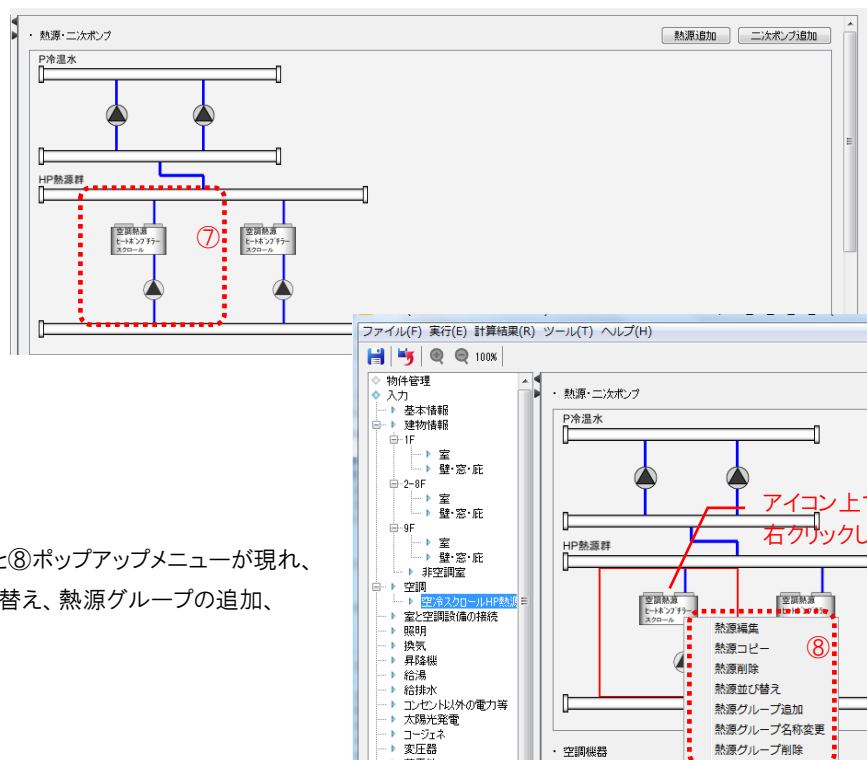 ・ 熱源・二次ポンプ
熱源追加
二次ポンプ追加
P冷温水
HP熱源群
空調熱源
ヒートポンプチラー
スクロール
⑦
空調熱源
ヒートポンプチラー
スクロール
ファイル(F) 実行(E) 計算結果(R) ツール(T) ヘルプ(H)
100%
物件管理
入力
基本情報
建物情報
1F
室
壁・窓・庇
2-8F
室
壁・窓・庇
9F
室
壁・窓・庇
非空調室
空調
空冷スクロールHP熱源
室と空調設備の接続
照明
換気
昇降機
給湯
給排水
コンセント以外の電力等
太陽光発電
コージェネ
変圧器
・ 熱源・二次ポンプ
P冷温水
アイコン上
右クリックし
HP熱源群
空調熱源
ヒートポンプチラー
スクロール
空調熱源
ヒートポンプチラー
熱源編集
熱源コピー
⑧
熱源削除
熱源並び替え
熱源グループ追加
熱源グループ名称変更
熱源グループ削除
・ 空調機器
と⑧ポップアップメニューが現れ、
替え、熱源グループの追加、